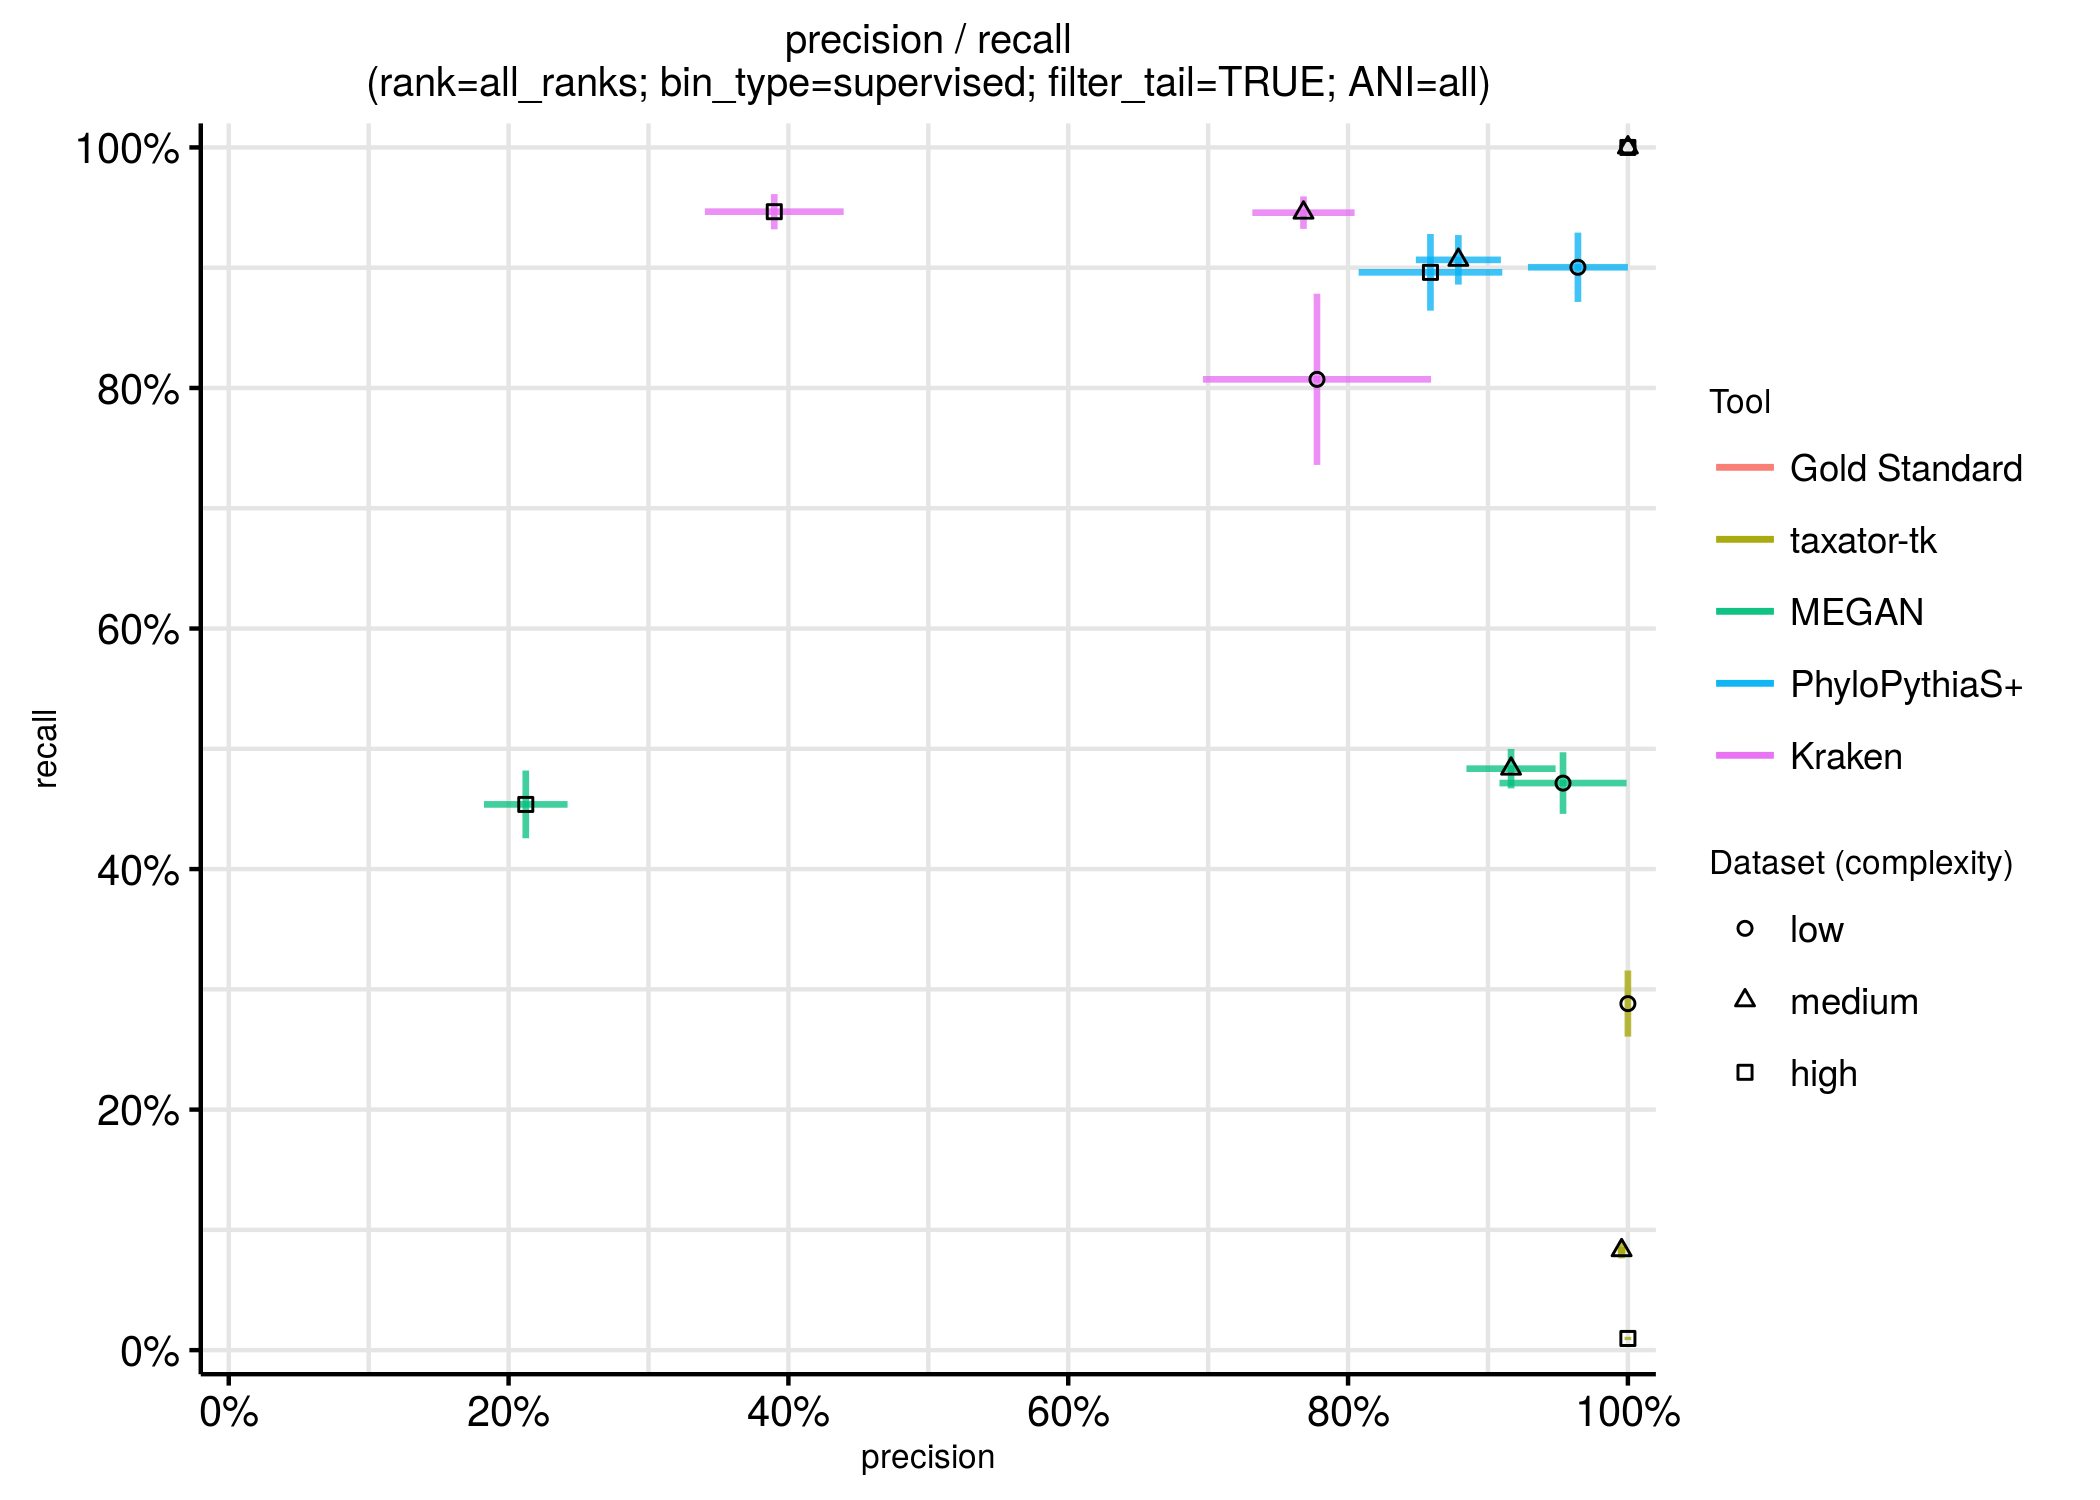 precision / recall
(rank=all_ranks; bin_type=supervised; filter_tail=TRUE; ANI=all)
100%
80%
60%
40%
20%
0%
recall
0%
20%
40%
60%
80%
100%
precision
Tool
Gold Standard
taxator-tk
MEGAN
PhyloPythiaS+
Kraken
Dataset (complexity)
low
medium
high